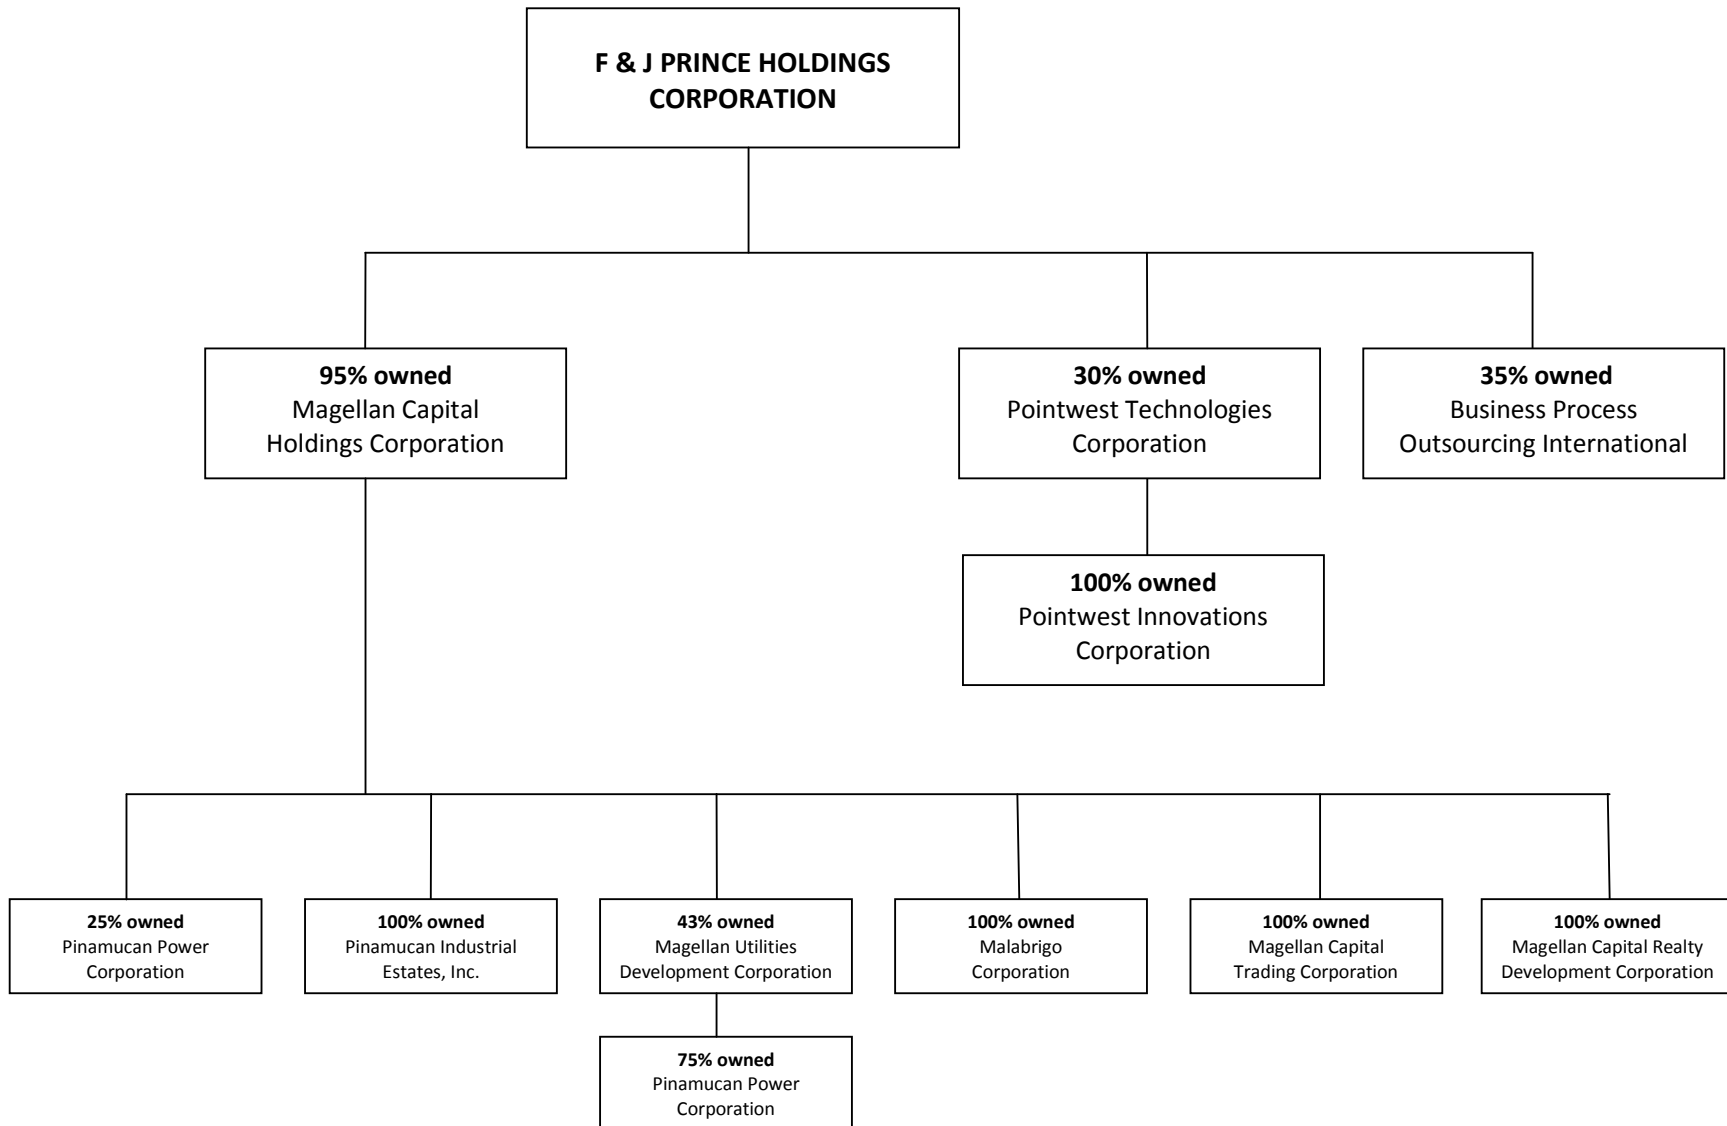 F & J PRINCE HOLDINGS
CORPORATION
95% owned
Magellan Capital
Holdings Corporation
30% owned
Pointwest Technologies
Corporation
35% owned
Business Process
Outsourcing International
100% owned
Pointwest Innovations
Corporation
25% owned
Pinamucan Power
Corporation
100% owned
Pinamucan Industrial
Estates, Inc.
43% owned
Magellan Utilities
Development Corporation
100% owned
Malabrigo
Corporation
100% owned
Magellan Capital
Trading Corporation
100% owned
Magellan Capital Realty
Development Corporation
75% owned
Pinamucan Power
Corporation